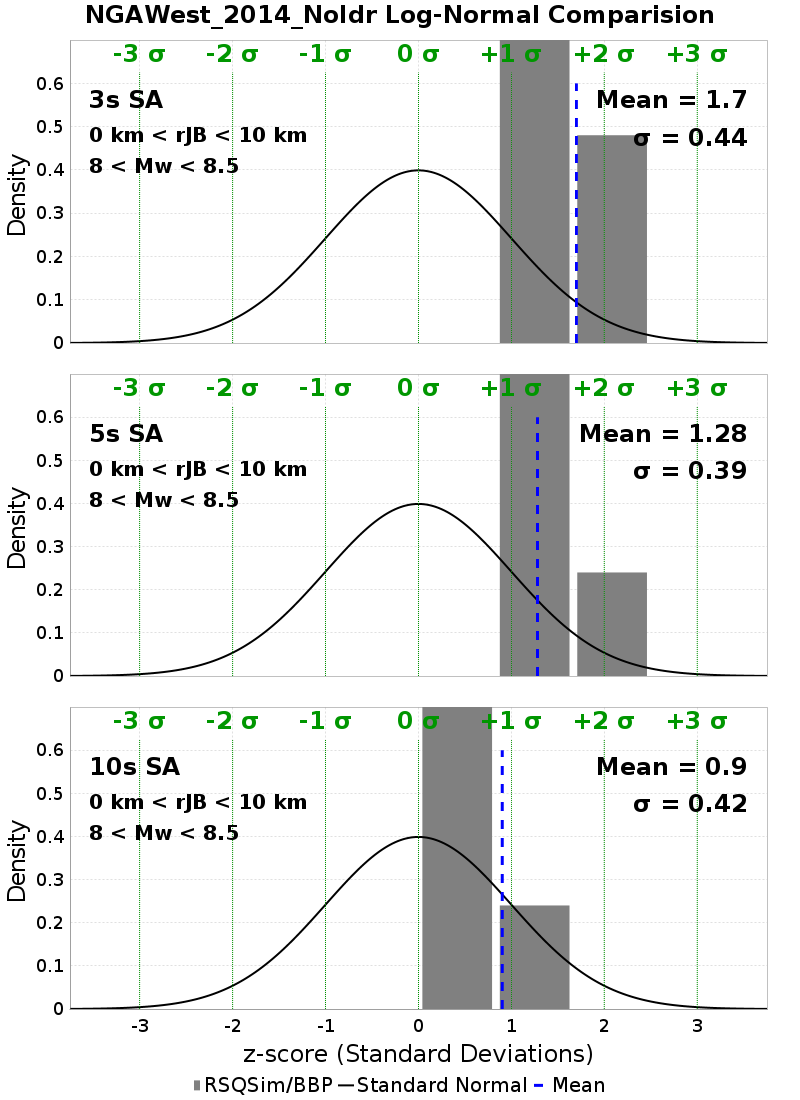 NGAWest_2014_NoIdr Log-Normal Comparision
-3 σ -2 σ -1 σ 0 σ +1 σ +2 σ +3 σ
3s SA
0 km < rJB < 10 km
8 < Mw < 8.5
Mean = 1.7
σ = 0.44
0.6
0.5
0.4
0.3
0.2
0.1
0
Density
-3 σ -2 σ -1 σ 0 σ +1 σ +2 σ +3 σ
5s SA
0 km < rJB < 10 km
8 < Mw < 8.5
Mean = 1.28
σ = 0.39
0.6
0.5
0.4
0.3
0.2
0.1
0
Density
-3 σ -2 σ -1 σ 0 σ +1 σ +2 σ +3 σ
10s SA
0 km < rJB < 10 km
8 < Mw < 8.5
Mean = 0.9
σ = 0.42
0.6
0.5
0.4
0.3
0.2
0.1
0
Density
-3 -2 -1 0 1 2 3
z-score (Standard Deviations)
RSQSim/BBP Standard Normal Mean